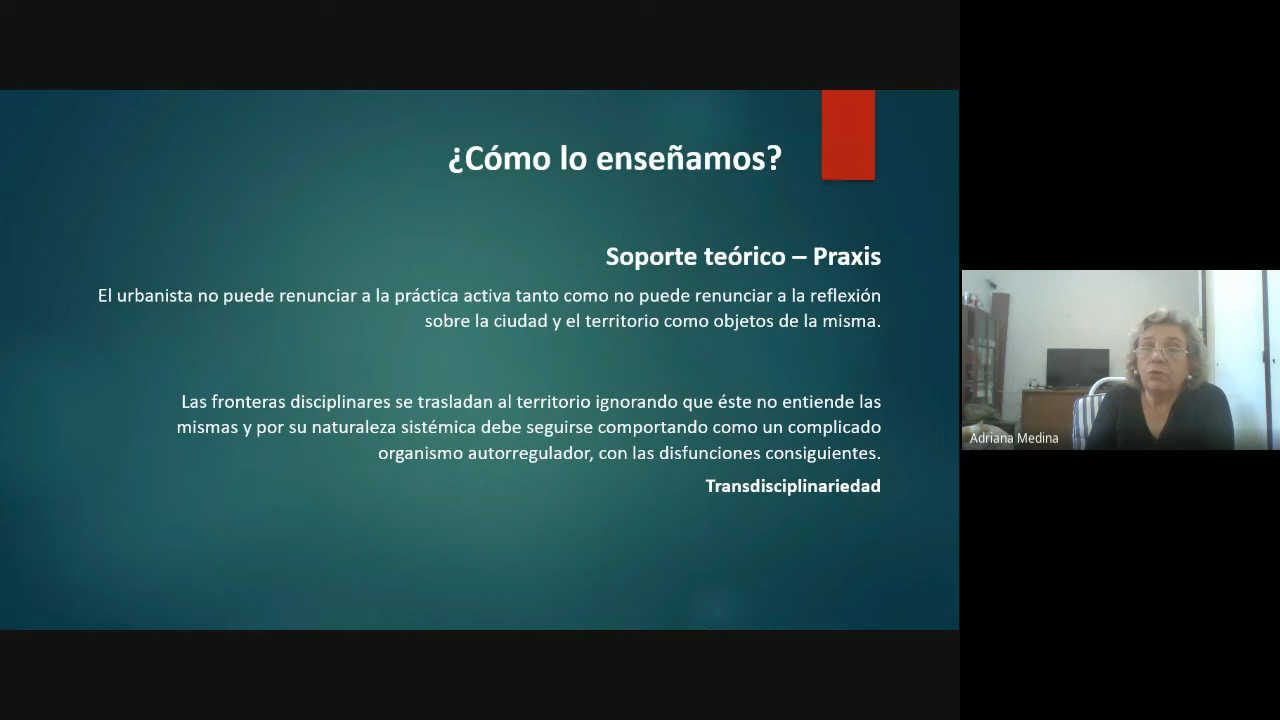 ¿Cómo lo enseñamos?
Soporte teórico – Praxis
El urbanista no puede renunciar a la práctica activa tanto como no puede renunciar a la reflexión
sobre la ciudad y el territorio como objetos de la misma.
Las fronteras disciplinares se trasladan al territorio ignorando que éste no entiende las
mismas y por su naturaleza sistémica debe seguirse comportando como un complicado
organismo autorregulador, con las disfunciones consiguientes.
Transdisciplinariedad
Adriana Medina